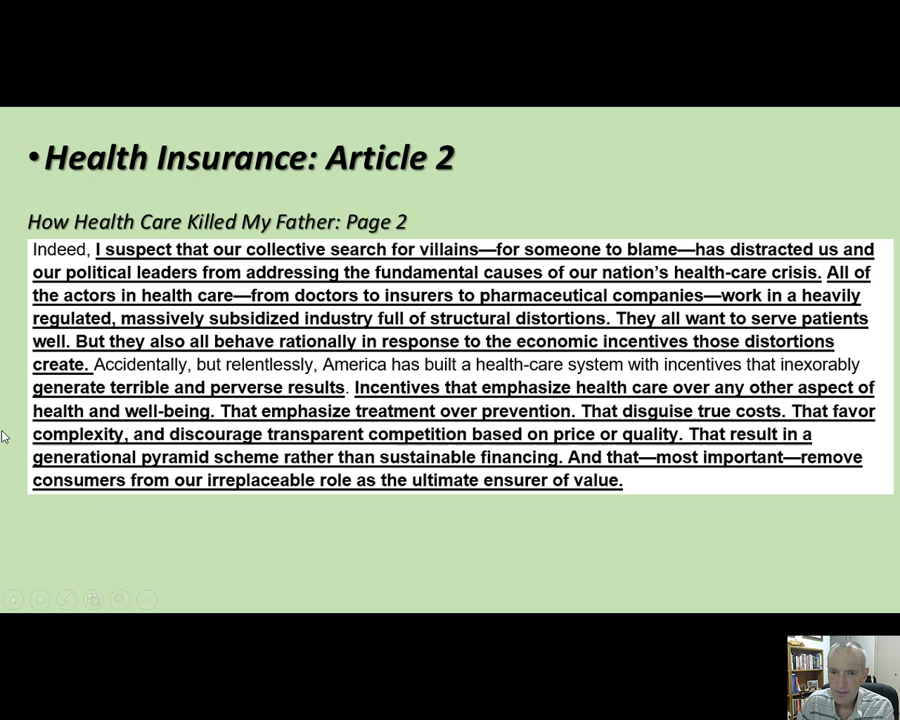 •Health Insurance: Article 2
How Health Care Killed My Father: Page 2
Indeed, I suspect that our collective search for villains—for someone to blame—has distracted us and
our political leaders from addressing the fundamental causes of our nation's health-care crisis. All of
the actors in health care—from doctors to insurers to pharmaceutical companies—work in a heavily
regulated, massively subsidized industry full of structural distortions. They all want to serve patients
well. But they also all behave rationally in response to the economic incentives those distortions
create. Accidentally, but relentlessly, America has built a health-care system with incentives that inexorably
generate terrible and perverse results. Incentives that emphasize health care over any other aspect of
health and well-being. That emphasize treatment over prevention. That disguise true costs. That favor
complexity, and discourage transparent competition based on price or quality. That result in a
generational pyramid scheme rather than sustainable financing. And that—most important—remove
consumers from our irreplaceable role as the ultimate ensurer of value.